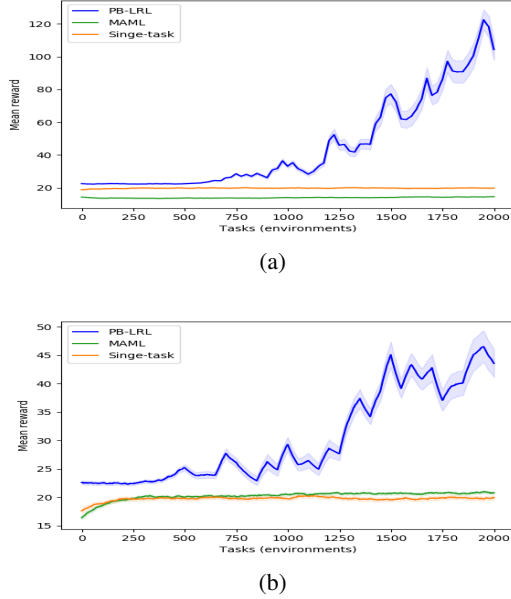 PB-LRL
MAML
Singe-task
120
100
80
60
40
20
Mean reward
0 250 500 750 1000 1250 1500 1750 2000
Tasks (environments)
(a)
PB-LRL
MAML
Singe-task
50
45
40
35
30
25
20
15
Mean reward
0 250 500 750 1000 1250 1500 1750 2000
Tasks (environments)
(b)